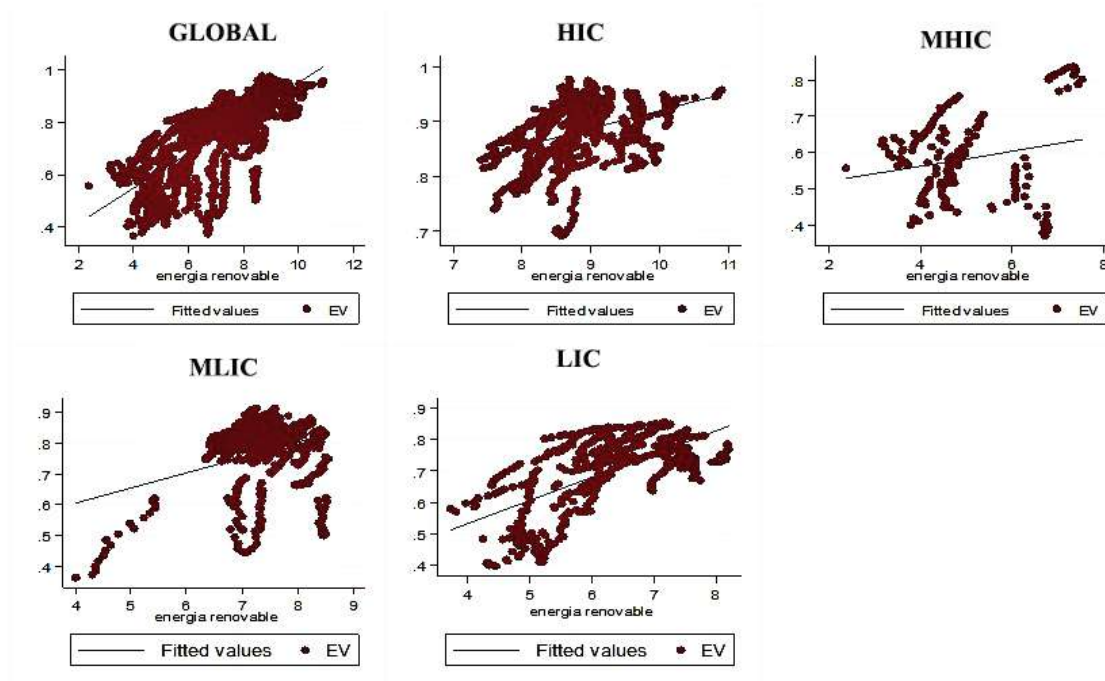 GLOBAL
1
.8
.6
.4
2 4 6 8 10 12
energia renovable
Fitted values EV
HIC
1
.9
.8
.7
7 8 9 10 11
energia renovable
Fitted values EV
MHIC
.8
.7
.6
.5
.4
2 4 6 8
energia renovable
Fitted values EV
MLIC
.9
.8
.7
.6
.5
.4
4 5 6 7 8 9
energia renovable
Fitted values EV
LIC
.9
.8
.7
.6
.5
.4
4 5 6 7 8
energia renovable
Fitted values EV